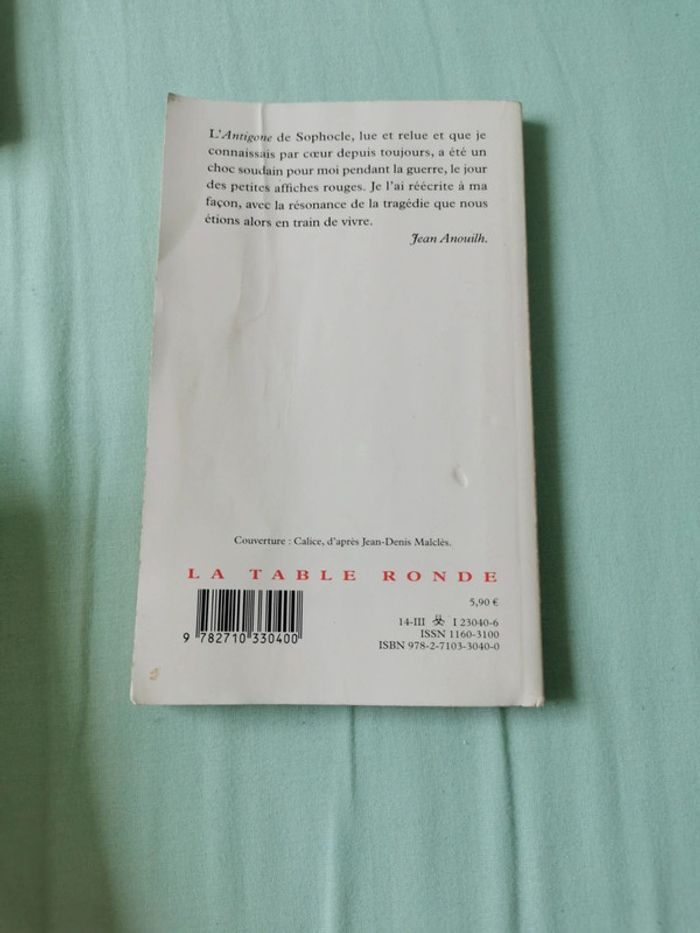 L'Antigone de Sophocle, lue et relue et que je
connaissais par cœur depuis toujours, a été un
choc soudain pour moi pendant la guerre, le jour
des petites affiches rouges. Je l'ai réécrite à ma
façon, avec la résonance de la tragédie que nous
étions alors en train de vivre.
Jean Anouilh.
Couverture : Calice, d'après Jean-Denis Malclès.
LA TABLE RONDE
5,90 €
14-III I 23040-6
ISSN 1160-3100
ISBN 978-2-7103-3040-0
9 782710 330400